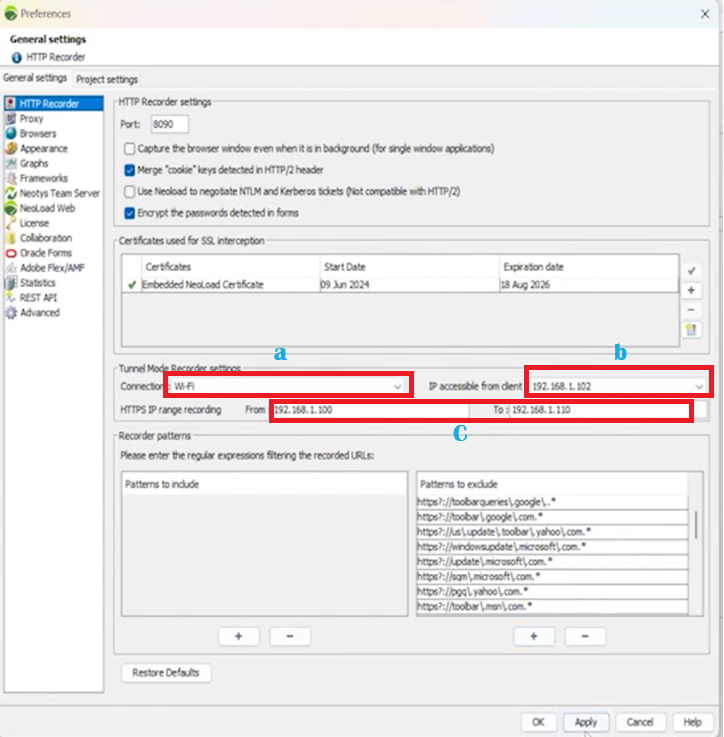 Preferences
General settings
HTTP Recorder
General settings Project settings
HTTP Recorder
Proxy
Browsers
Appearance
Graphs
Frameworks
Neotys Team Server
NeoLoad Web
License
Collaboration
Oracle Forms
Adobe Flex/AMF
Statistics
REST API
Advanced
HTTP Recorder settings
Port: 8090
Capture the browser window even when it is in background (for single window applications)
Merge "cookie" keys detected in HTTP/2 header
Use Neoload to negotiate NTLM and Kerberos tickets (Not compatible with HTTP/2)
Encrypt the passwords detected in forms
Certificates used for SSL interception
Certificates Start Date Expiration date
Embedded NeoLoad Certificate 09 Jun 2024 18 Aug 2026
a b
Tunnel Mode Recorder settings
Connection: Wi-Fi IP accessible from client 192.168.1.102
HTTPS IP range recording From: 192.168.1.100 To: 192.168.1.110
C
Recorder patterns
Please enter the regular expressions filtering the recorded URLs:
Patterns to include
Patterns to exclude
https?://toolbarqueries\.google\..*
https?://toolbar\.google\.com.*
https?://us\.update\.toolbar\.yahoo\.com.*
https?://windowsupdate\.microsoft\.com.*
https?://update\.microsoft\.com.*
https?://sqm\.microsoft\.com.*
https?://pgq\.yahoo\.com.*
https?://toolbar\.msn\.com.*
+ - + -
Restore Defaults
OK Apply Cancel Help